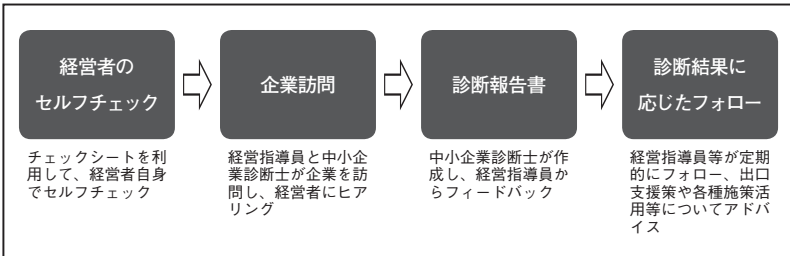 経営者の
セルフチェック
企業訪問
診断報告書
診断結果に
応じたフォロー
チェックシートを利
用して、経営者自身
でセルフチェック
経営指導員と中小企
業診断士が企業を訪
問し、経営者にヒア
リング
中小企業診断士が作
成し、経営指導員か
らフィードバック
経営指導員等が定期
的にフォロー、出口
支援策や各種施策活
用等についてアドバ
イス